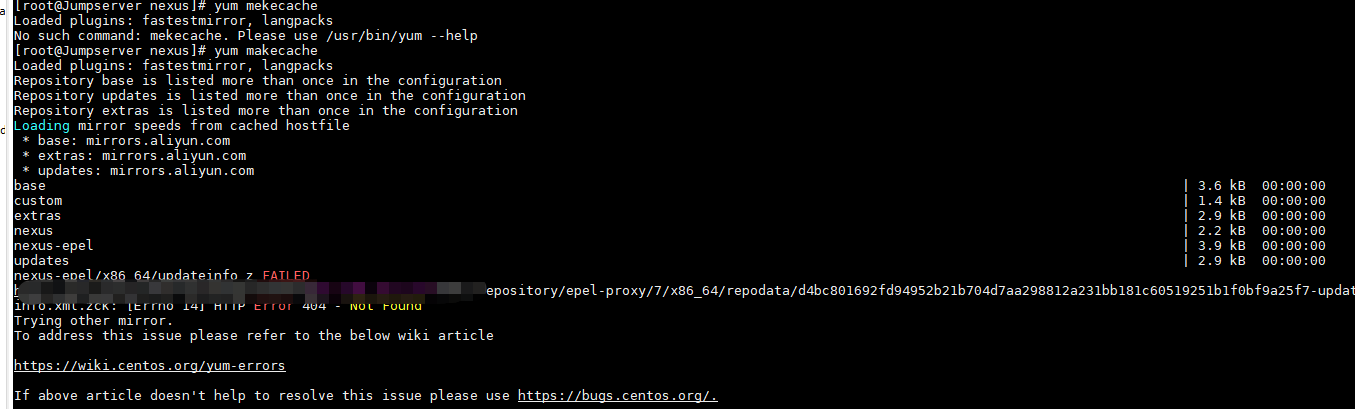 [root@Jumpserver nexus]# yum mekecache
Loaded plugins: fastestmirror, langpacks
No such command: mekecache. Please use /usr/bin/yum --help
[root@Jumpserver nexus]# yum makecache
Loaded plugins: fastestmirror, langpacks
Repository base is listed more than once in the configuration
Repository updates is listed more than once in the configuration
Repository extras is listed more than once in the configuration
Loading mirror speeds from cached hostfile
* base: mirrors.aliyun.com
* extras: mirrors.aliyun.com
* updates: mirrors.aliyun.com
base | 3.6 kB 00:00:00
custom | 1.4 kB 00:00:00
extras | 2.9 kB 00:00:00
nexus | 2.2 kB 00:00:00
nexus-epel | 3.9 kB 00:00:00
updates | 2.9 kB 00:00:00
nexus-epel/x86_64/updateinfo_z FAILED
epository/epel-proxy/7/x86_64/repodata/d4bc801692fd94952b21b704d7aa298812a231bb181c60519251b1f0bf9a25f7-updat
info.xml.zck: [Errno 14] HTTP Error 404 - Not Found
Trying other mirror.
To address this issue please refer to the below wiki article
https://wiki.centos.org/yum-errors
If above article doesn't help to resolve this issue please use https://bugs.centos.org/.